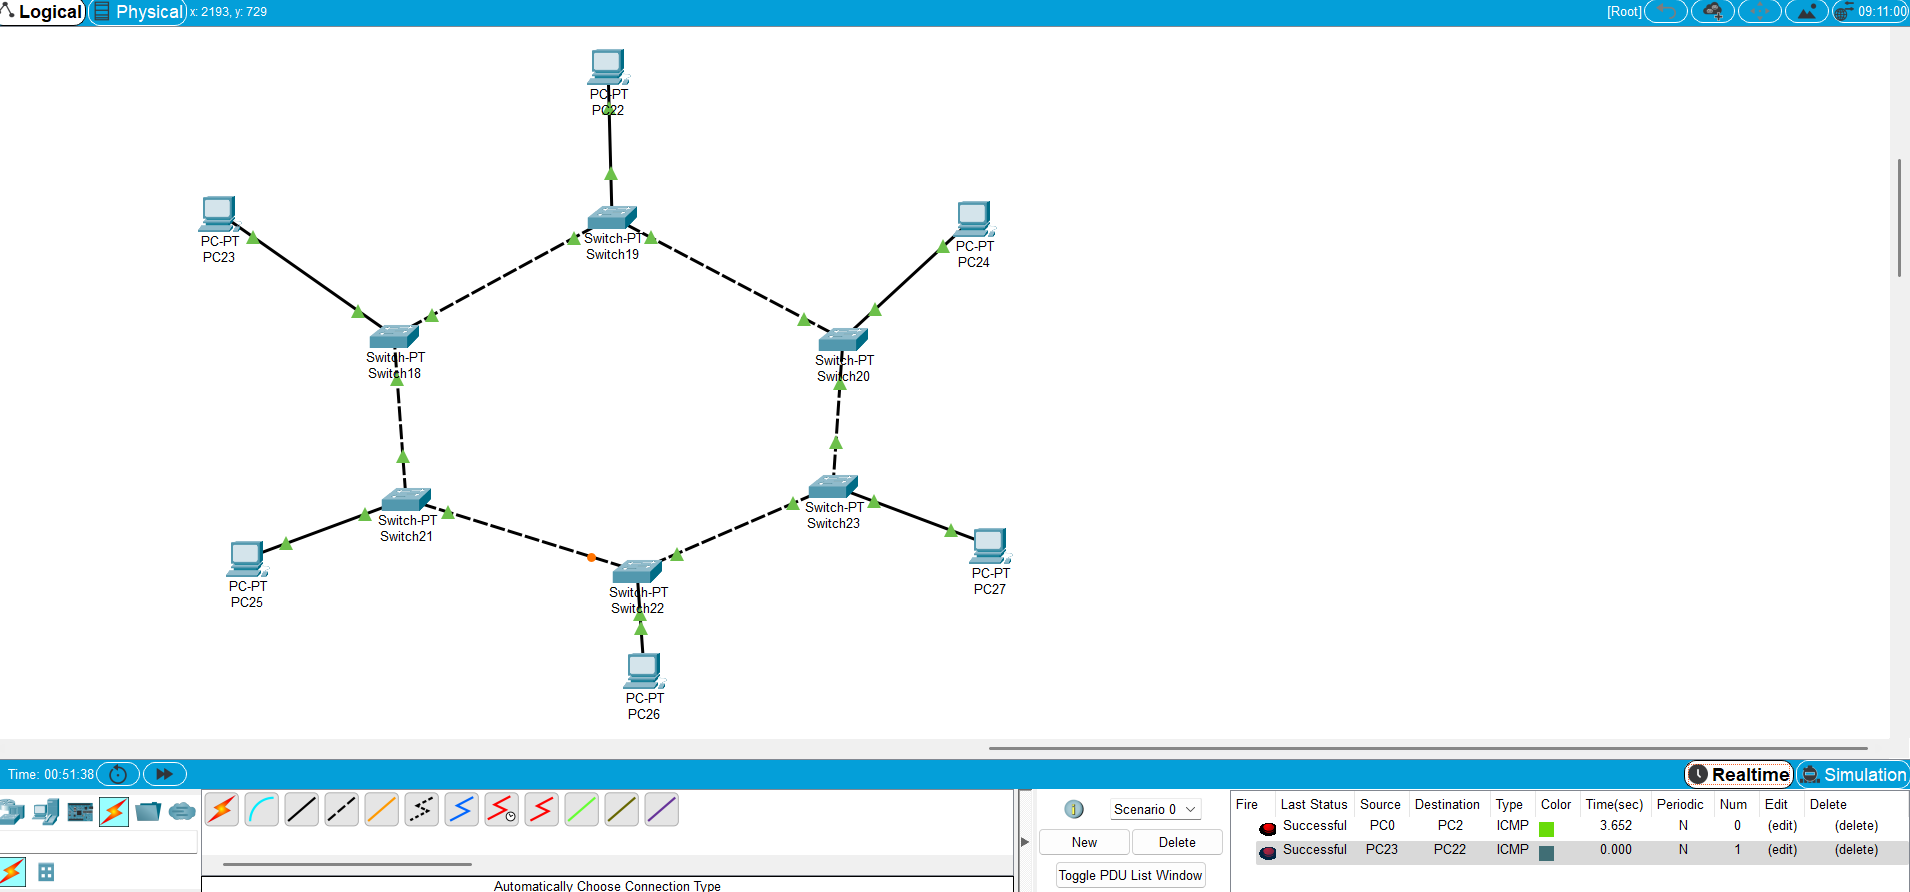 Logical
Physical
x: 2193, y: 729
[Root]
09:11:00
PC-PT
PC22
PC-PT
PC23
Switch-PT
Switch19
PC-PT
PC24
Switch-PT
Switch18
Switch-PT
Switch20
Switch-PT
Switch21
Switch-PT
Switch23
PC-PT
PC25
Switch-PT
Switch22
PC-PT
PC27
PC-PT
PC26
Time: 00:51:38
Realtime
Simulation
Scenario 0
New
Delete
Toggle PDU List Window
Automatically Choose Connection Type
Fire Last Status Source Destination Type Color Time(sec) Periodic Num Edit Delete
Successful PC0 PC2 ICMP 3.652 N 0 (edit) (delete)
Successful PC23 PC22 ICMP 0.000 N 1 (edit) (delete)